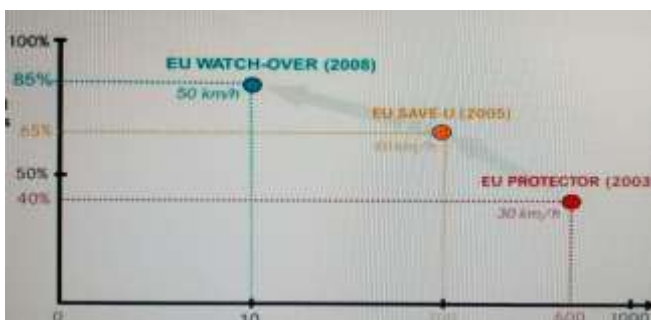 100%
EU WATCH-OVER (2008)
85%
50 km/h
EU SAVE-U (2005)
65%
50%
EU PROTECTOR (2003
40%
30 km/h
0 10 600 1000